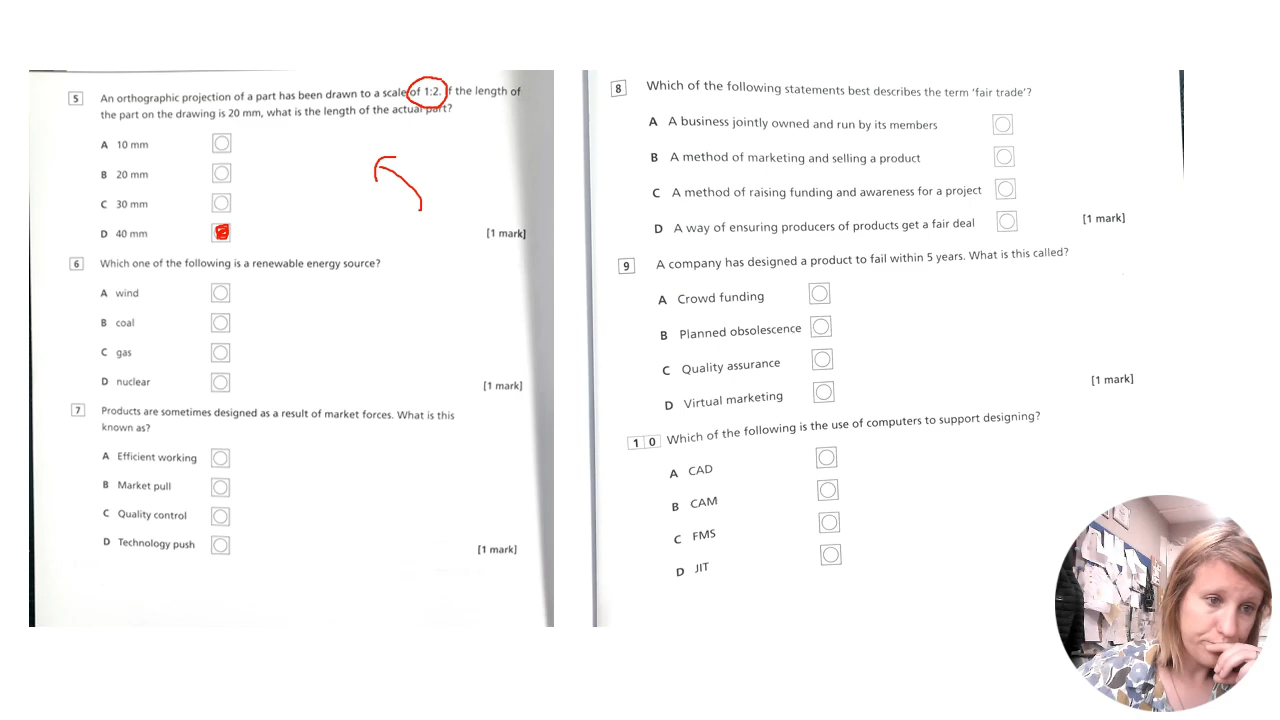 5 An orthographic projection of a part has been drawn to a scale of 1:2. If the length of
the part on the drawing is 20 mm, what is the length of the actual part?
A 10 mm
B 20 mm
C 30 mm
D 40 mm
[1 mark]
6 Which one of the following is a renewable energy source?
A wind
B coal
C gas
D nuclear
[1 mark]
7 Products are sometimes designed as a result of market forces. What is this
known as?
A Efficient working
B Market pull
C Quality control
D Technology push
[1 mark]
8 Which of the following statements best describes the term ‘fair trade’?
A A business jointly owned and run by its members
B A method of marketing and selling a product
C A method of raising funding and awareness for a project
D A way of ensuring producers of products get a fair deal
[1 mark]
9 A company has designed a product to fail within 5 years. What is this called?
A Crowd funding
B Planned obsolescence
C Quality assurance
D Virtual marketing
[1 mark]
1 0 Which of the following is the use of computers to support designing?
A CAD
B CAM
C FMS
D JIT